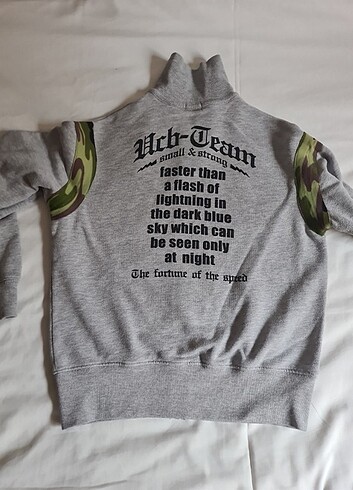 Ucb-Team
small & strong
faster than
a flash of
lightning in
the dark blue
sky which can
be seen only
at night
The fortune of the speed